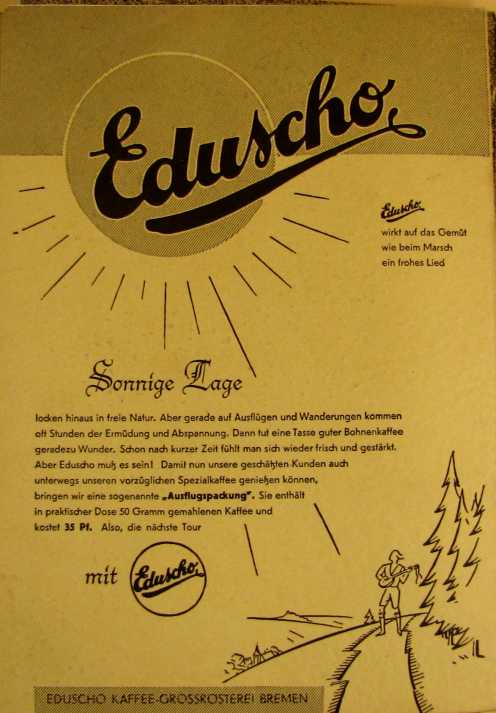 Eduscho
Eduscho
wirkt auf das Gemüt
wie beim Marsch
ein frohes Lied
Sonnige Tage
locken hinaus in freie Natur. Aber gerade auf Ausflügen und Wanderungen kommen
oft Stunden der Ermüdung und Abspannung. Dann tut eine Tasse guter Bohnenkaffee
geradezu Wunder. Schon nach kurzer Zeit fühlt man sich wieder frisch und gestärkt.
Aber Eduscho muß es sein! Damit nun unsere geschätzten Kunden auch
unterwegs unseren vorzüglichen Spezialkaffee genießen können,
bringen wir eine sogenannte „Ausflugspackung". Sie enthält
in praktischer Dose 50 Gramm gemahlenen Kaffee und
kostet 35 Pf. Also, die nächste Tour
mit Eduscho
EDUSCHO KAFFEE-GROSSRÖSTEREI BREMEN